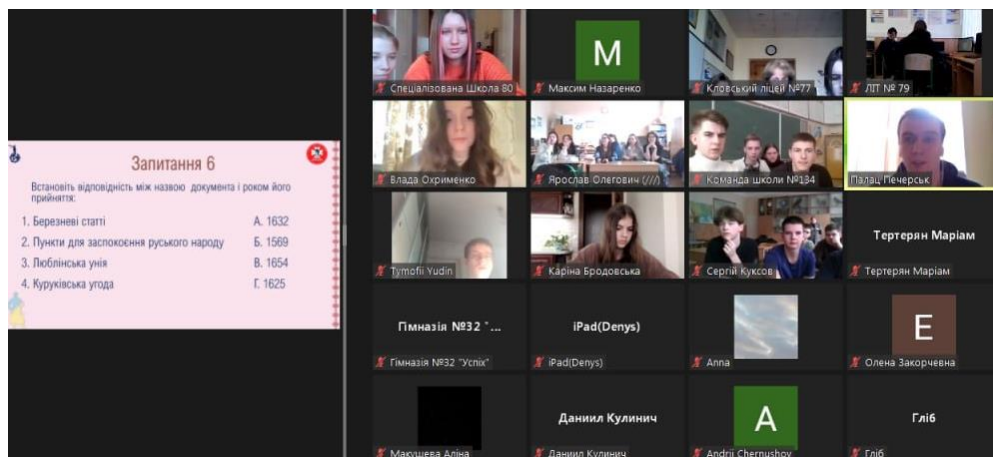 Запитання 6
Встановіть відповідність між назвою документа і роком його
прийняття:
1. Березневі статті А. 1632
2. Пункти для заспокоєння руського народу Б. 1569
3. Люблінська унія В. 1654
4. Куруківська угода Г. 1625
М
Спеціалізована Школа 80
Максим Назаренко
Кловський ліцей №77
ЛІТ № 79
Влада Охрименко
Ярослав Олегович (///)
Команда школи №134
Палац Печерськ
Tymofii Yudin
Каріна Бродовська
Сергій Куксов
Тертерян Маріам
Тертерян Маріам
Гімназія №32 "...
iPad(Denys)
Е
Гімназія №32 "Успіх"
iPad(Denys)
Anna
Олена Закорчевна
Даниил Кулинич
A
Гліб
Макушева Аліна
Даниил Кулинич
Andrii Chernushov
Гліб